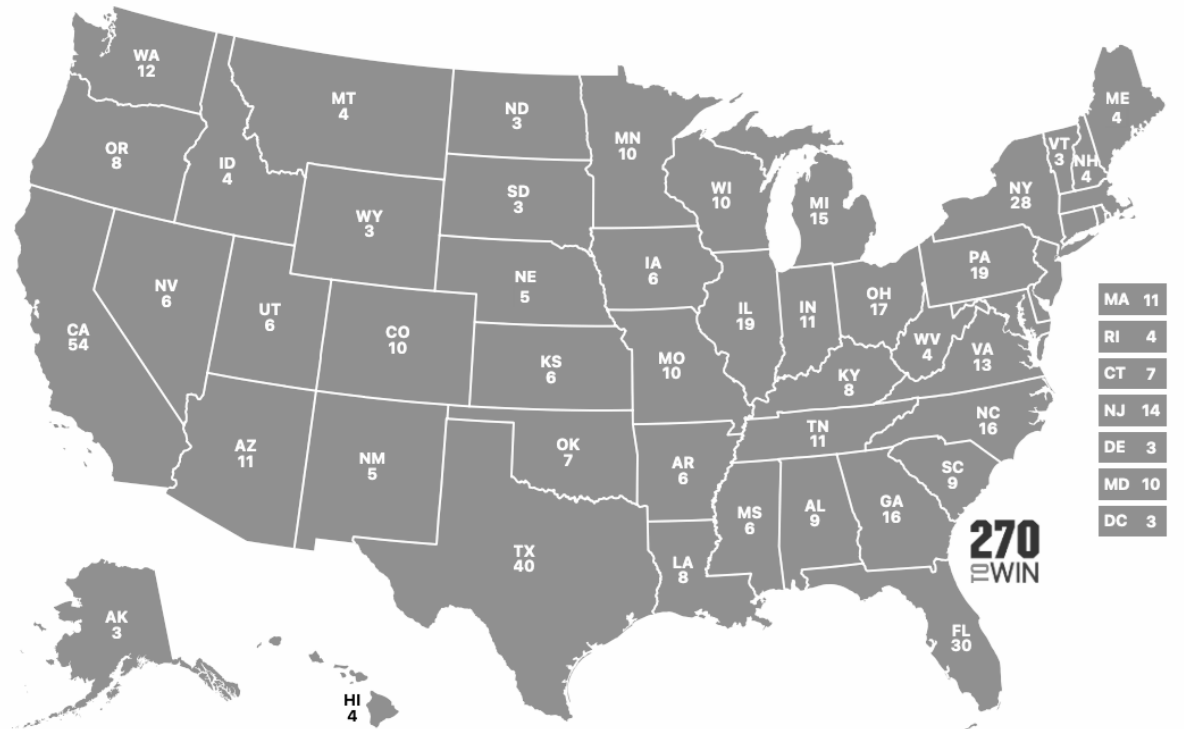 WA
12
MT
4
ND
3
MN
10
ME
4
OR
8
ID
4
SD
3
WI
10
MI
15
VT
3
NH
4
NY
28
WY
3
NE
5
IA
6
PA
19
NV
6
UT
6
CO
10
KS
6
IL
19
IN
11
OH
17
WV
4
VA
13
CA
54
MO
10
KY
8
AZ
11
NM
5
OK
7
AR
6
TN
11
NC
16
SC
9
MS
6
AL
9
GA
16
TX
40
LA
8
FL
30
AK
3
HI
4
MA 11
RI 4
CT 7
NJ 14
DE 3
MD 10
DC 3
270
TO WIN